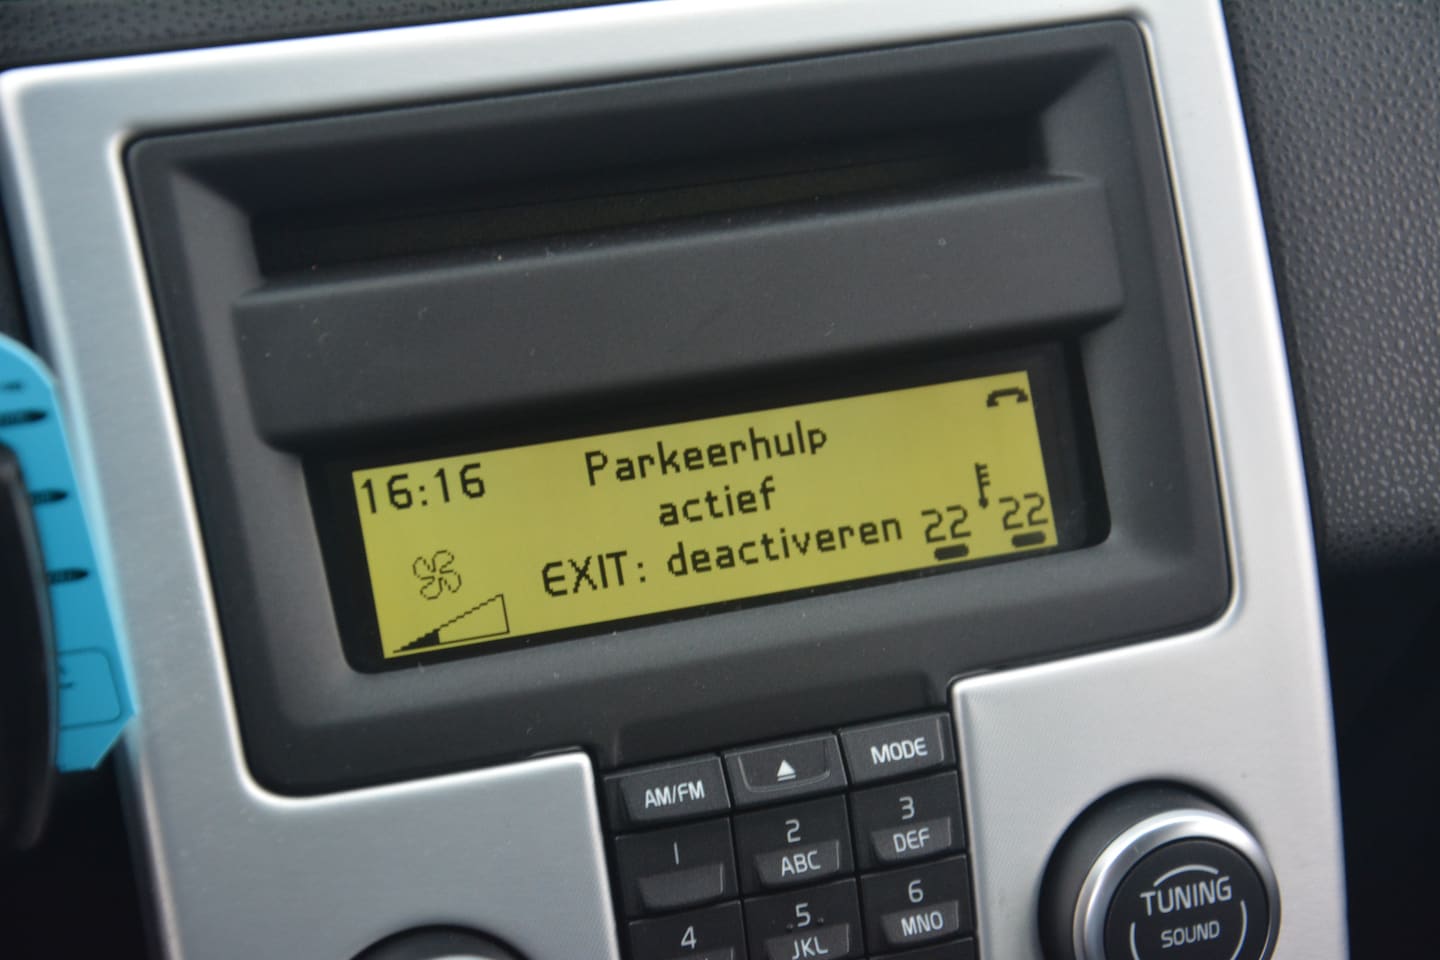 16:16
Parkeerhulp
actief
EXIT: deactiveren
22 22
AM/FM
MODE
1
2
ABC
3
DEF
4
5
JKL
6
MNO
TUNING
SOUND